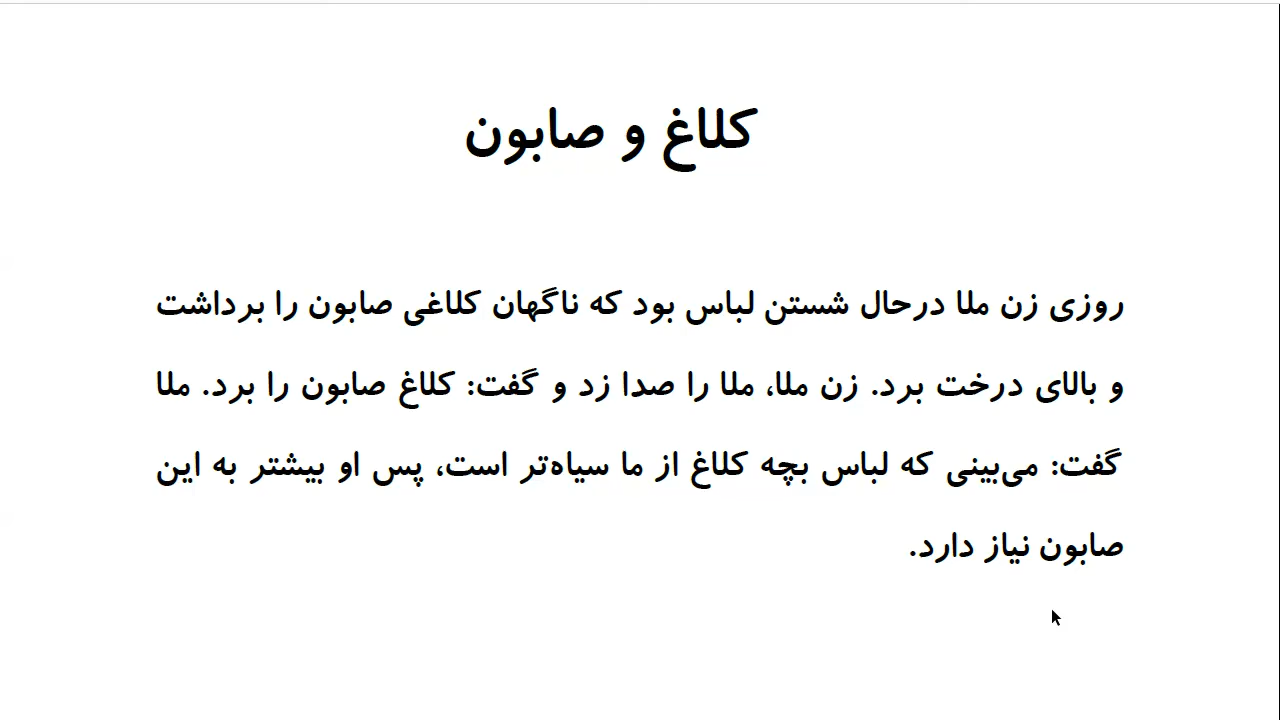 کلاغ و صابون
روزی زن ملا درحال شستن لباس بود که ناگهان کلاغی صابون را برداشت
و بالای درخت برد. زن ملا، ملا را صدا زد و گفت: کلاغ صابون را برد. ملا
گفت: می‌بینی که لباس بچه کلاغ از ما سیاه‌تر است، پس او بیشتر به این
صابون نیاز دارد.